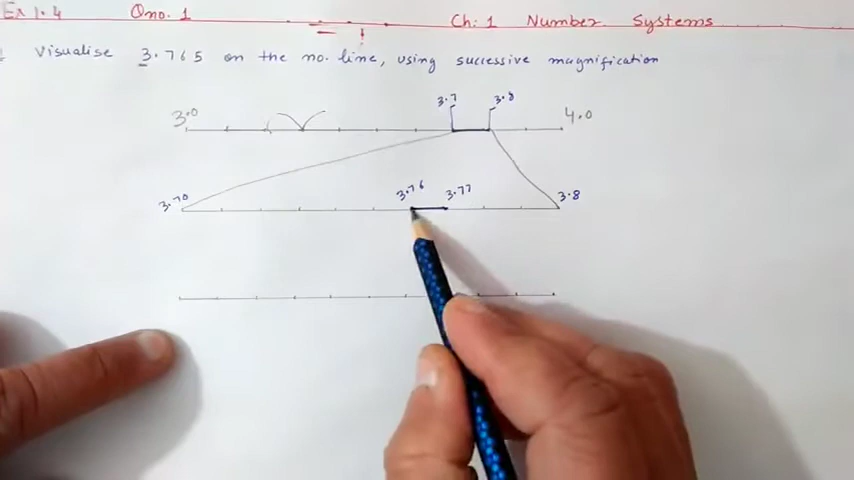 Ex 1.4 Qno. 1 Ch: 1 Number Systems
Visualise 3.765 on the no. line, using successive magnification
3.0 3.7 3.8 4.0
3.70 3.76 3.77 3.8